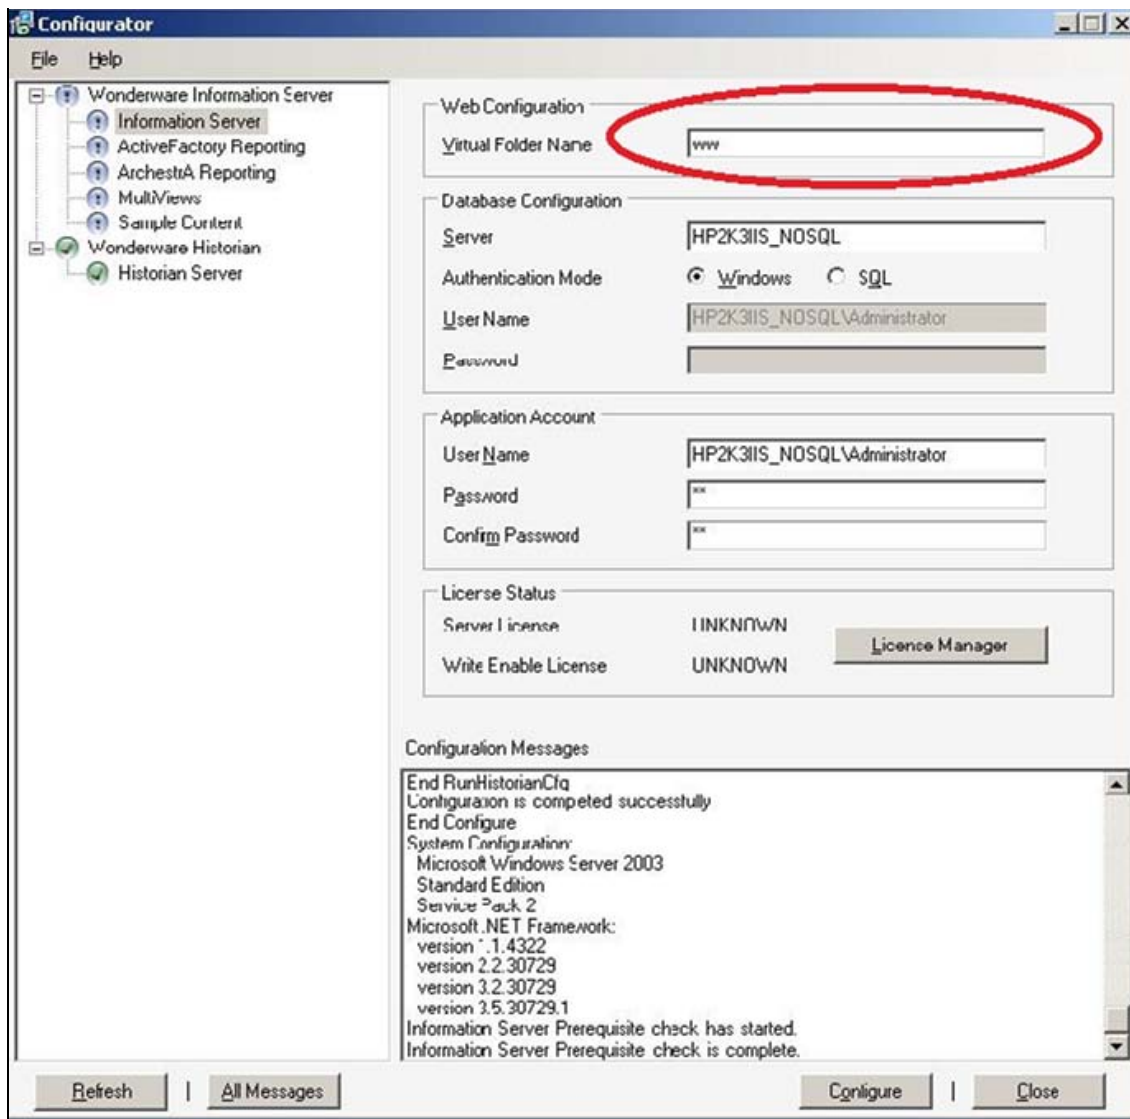 Configurator
File Help
Wonderware Information Server
Information Server
ActiveFactory Reporting
ArchestrA Reporting
MultiViews
Sample Content
Wonderware Historian
Historian Server
Web Configuration
Virtual Folder Name ww
Database Configuration
Server HP2K3IIS_NOSQL
Authentication Mode Windows SQL
User Name HP2K3IIS_NOSQL\Administrator
Password
Application Account
User Name HP2K3IIS_NOSQL\Administrator
Password **
Confirm Password **
License Status
Server License UNKNOWN
Write Enable License UNKNOWN
License Manager
Configuration Messages
End RunHistorianCfg
Configuration is competed successfully
End Configure
System Configuration:
Microsoft Windows Server 2003
Standard Edition
Service Pack 2
Microsoft .NET Framework:
version 1.1.4322
version 2.2.30729
version 3.2.30729
version 3.5.30729.1
Information Server Prerequisite check has started.
Information Server Prerequisite check is complete.
Refresh | All Messages Configure | Close